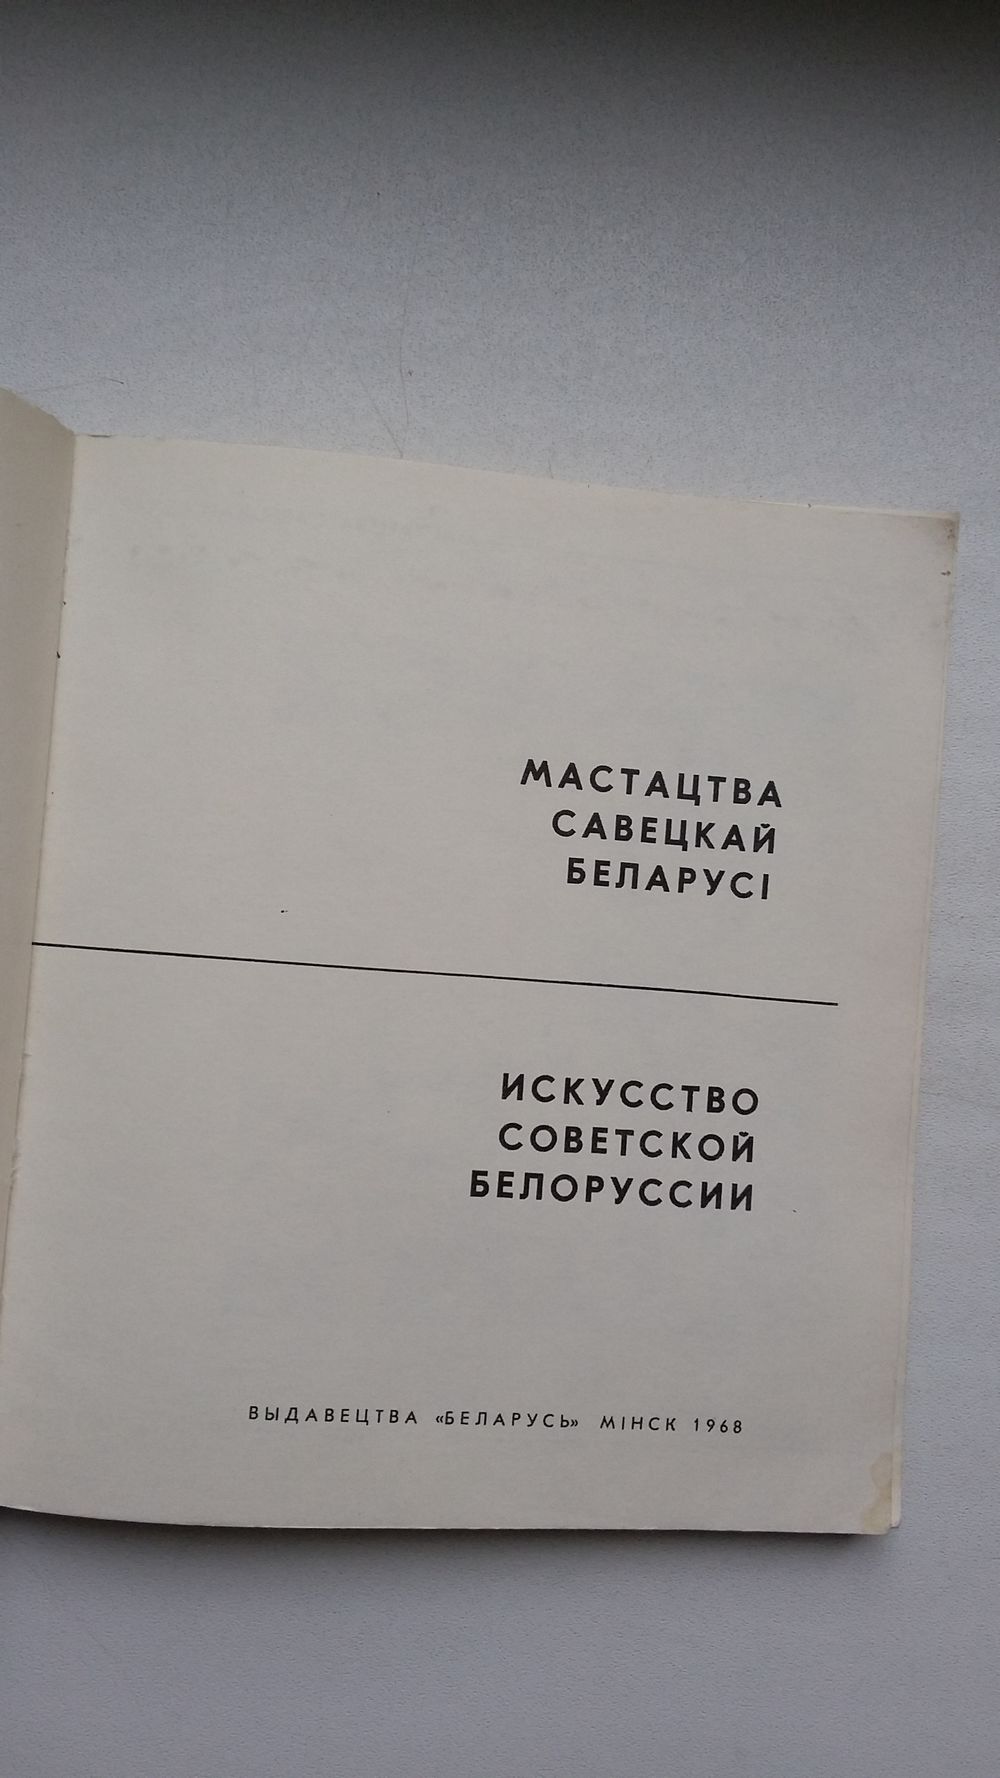 МАСТАЦТВА
САВЕЦКАЙ
БЕЛАРУСІ
ИСКУССТВО
СОВЕТСКОЙ
БЕЛОРУССИИ
ВЫДАВЕЦТВА «БЕЛАРУСЬ» МІНСК 1968